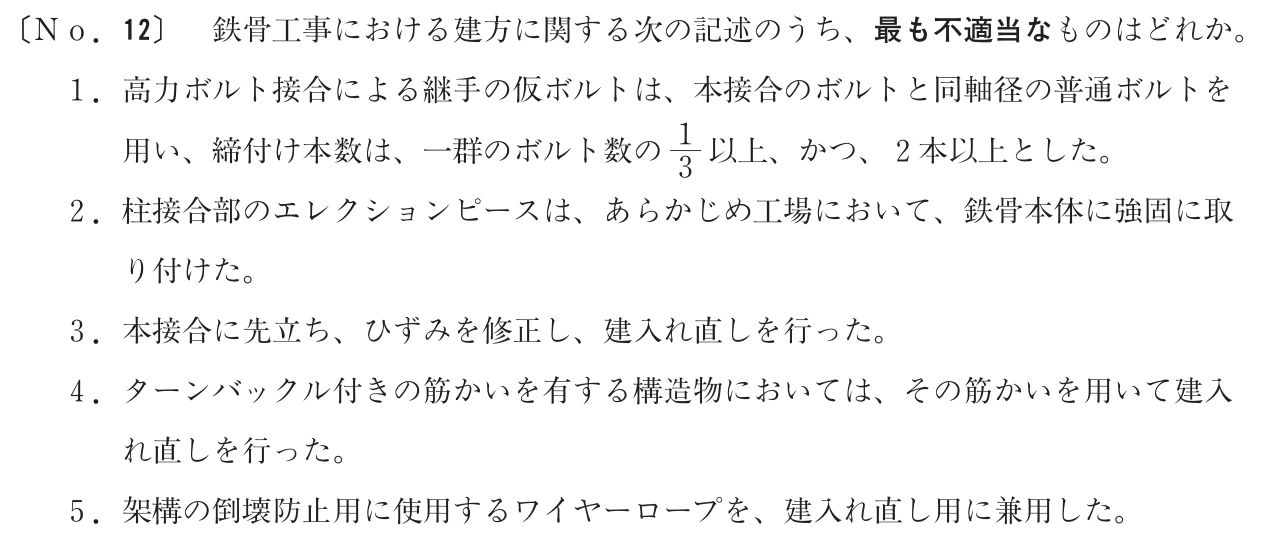 〔Ｎｏ．12〕　鉄骨工事における建方に関する次の記述のうち、最も不適当なものはどれか。
1．高力ボルト接合による継手の仮ボルトは、本接合のボルトと同軸径の普通ボルトを
用い、締付け本数は、一群のボルト数の1/3以上、かつ、2本以上とした。
2．柱接合部のエレクションピースは、あらかじめ工場において、鉄骨本体に強固に取
り付けた。
3．本接合に先立ち、ひずみを修正し、建入れ直しを行った。
4．ターンバックル付きの筋かいを有する構造物においては、その筋かいを用いて建入
れ直しを行った。
5．架構の倒壊防止用に使用するワイヤーロープを、建入れ直し用に兼用した。